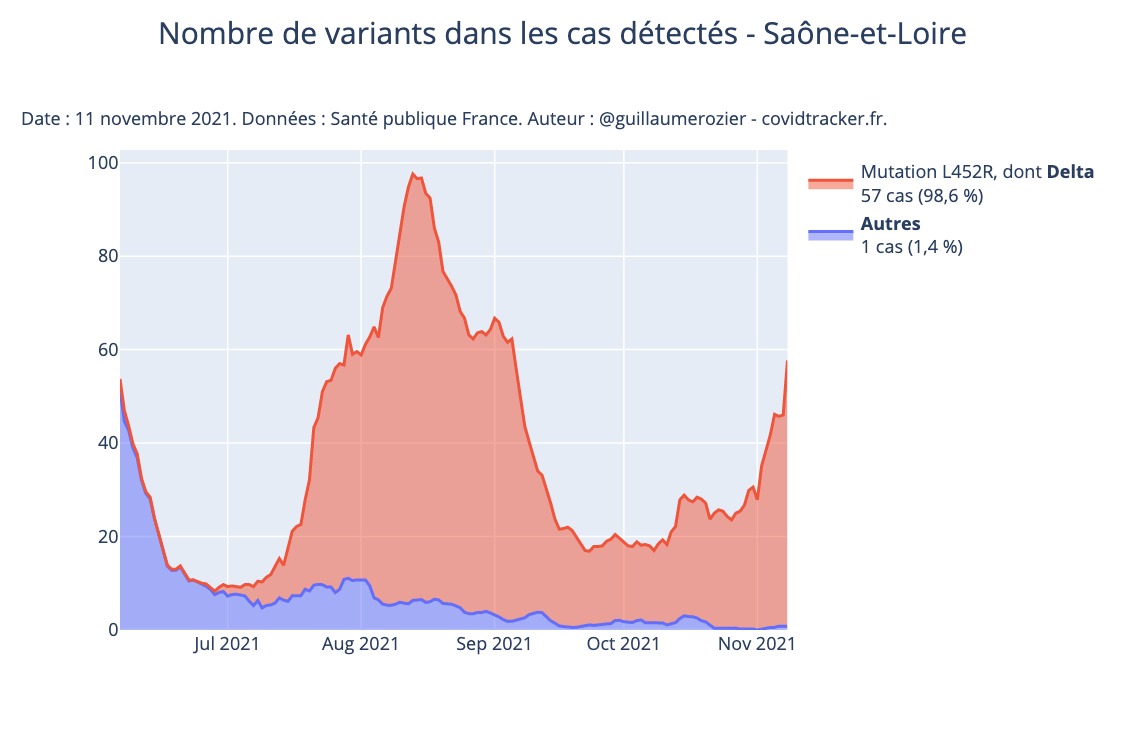 Nombre de variants dans les cas détectés - Saône-et-Loire
Date : 11 novembre 2021. Données : Santé publique France. Auteur : @guillaumerozier - covidtracker.fr.
100
80
60
40
20
0
Jul 2021
Aug 2021
Sep 2021
Oct 2021
Nov 2021
Mutation L452R, dont Delta
57 cas (98,6 %)
Autres
1 cas (1,4 %)